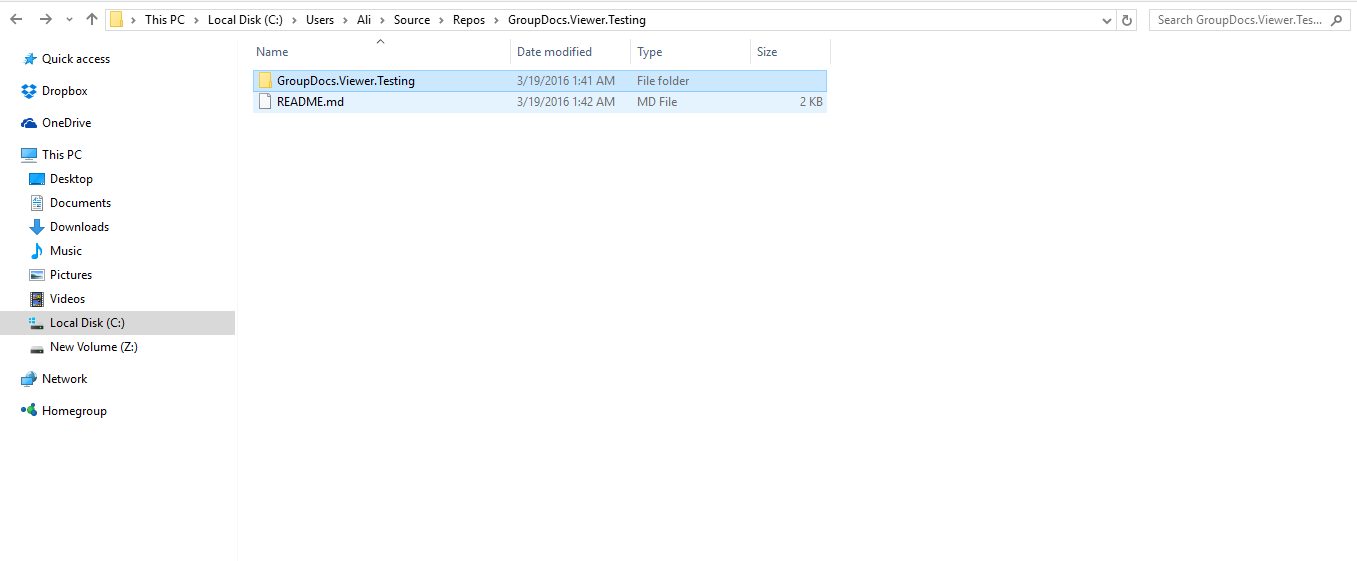 This PC Local Disk (C:) Users Ali Source Repos GroupDocs.Viewer.Testing Search GroupDocs.Viewer.Tes...
Quick access
Dropbox
OneDrive
This PC
Desktop
Documents
Downloads
Music
Pictures
Videos
Local Disk (C:)
New Volume (Z:)
Network
Homegroup
Name Date modified Type Size
GroupDocs.Viewer.Testing 3/19/2016 1:41 AM File folder
README.md 3/19/2016 1:42 AM MD File 2 KB